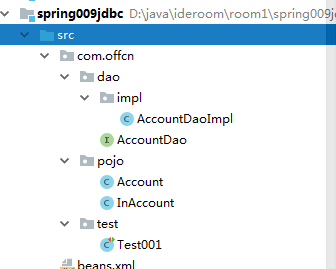 spring009jdbc D:\java\ideroom\room1\spring009j
src
com.offcn
dao
impl
AccountDaoImpl
AccountDao
pojo
Account
InAccount
test
Test001
beans.xml